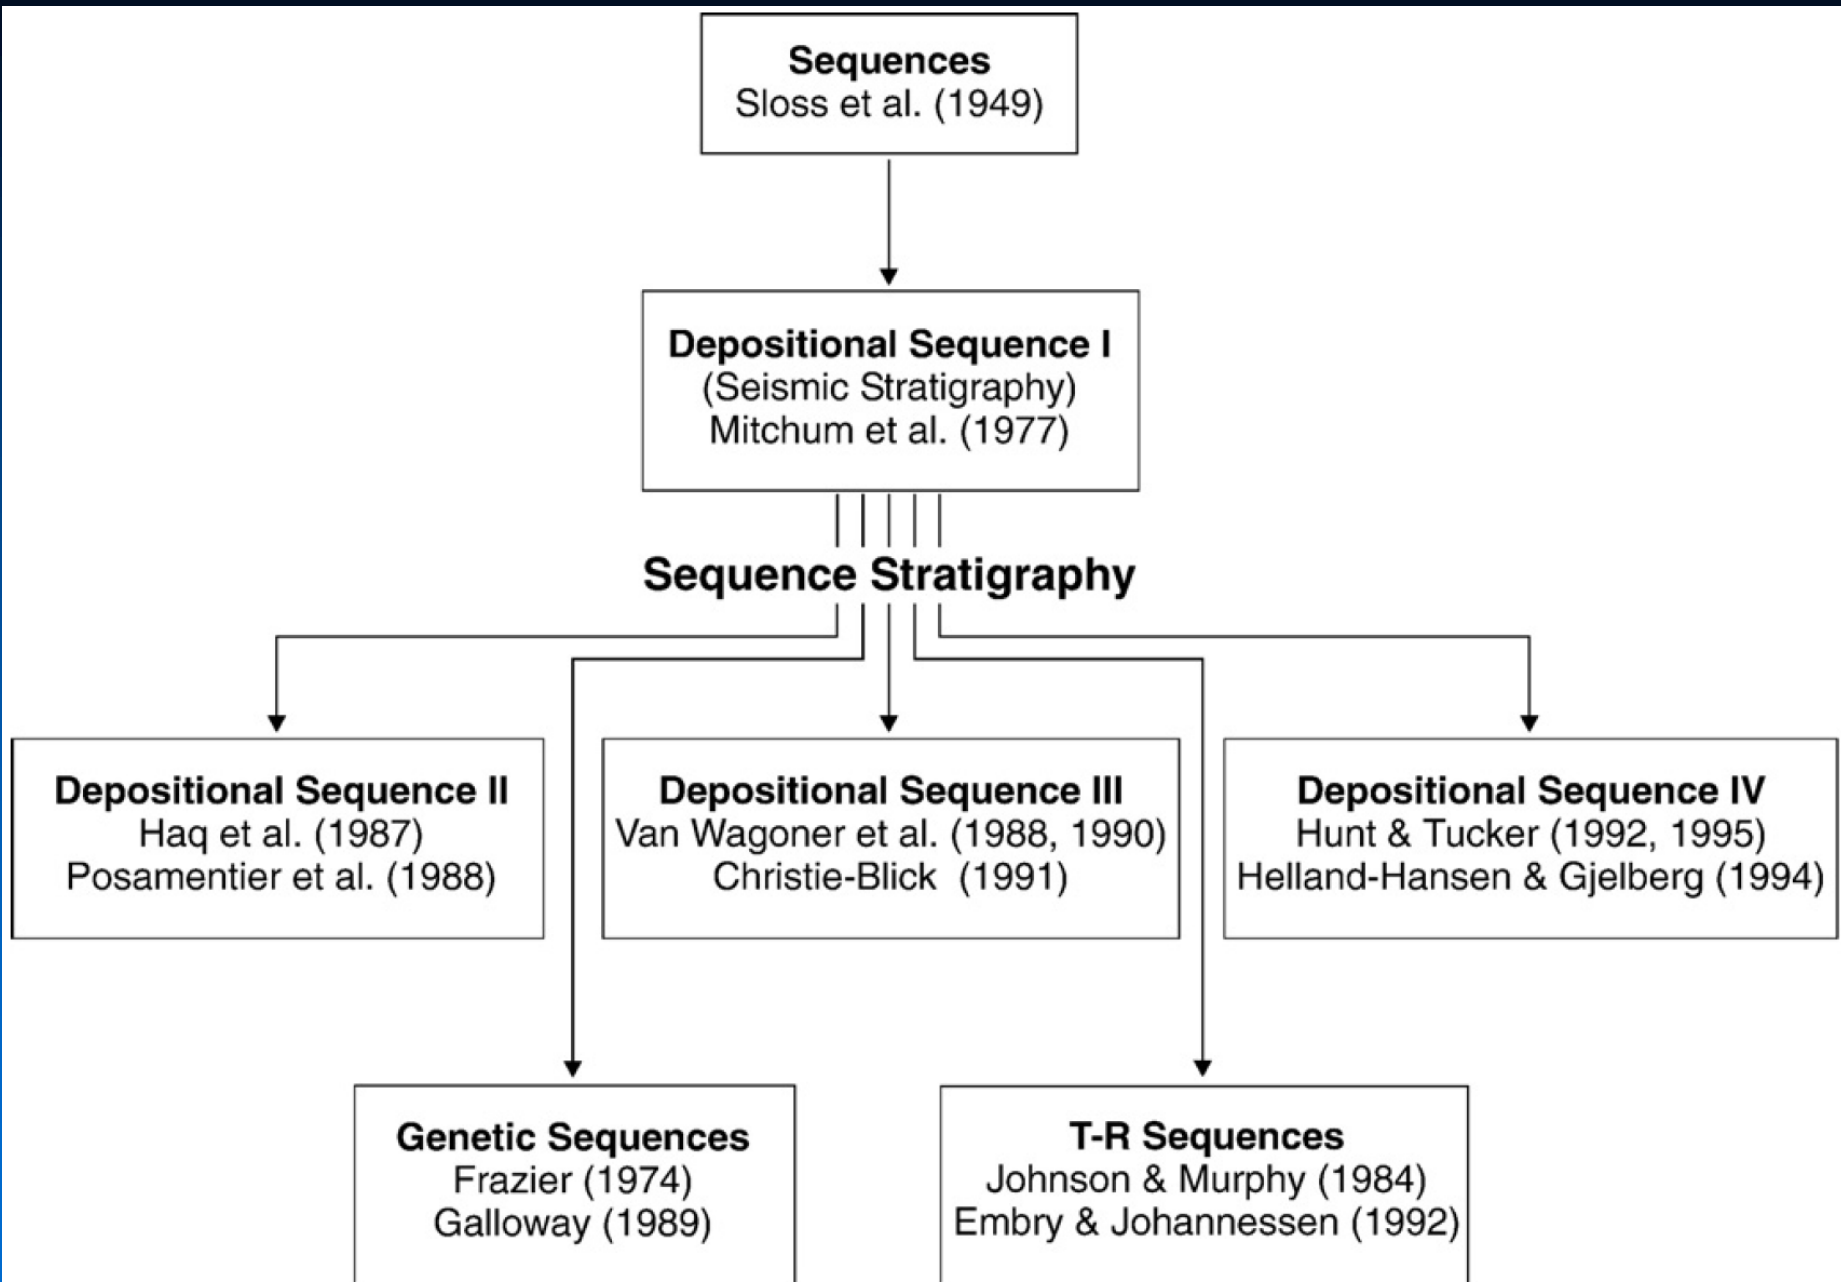 Sequences
Sloss et al. (1949)
Depositional Sequence I
(Seismic Stratigraphy)
Mitchum et al. (1977)
Sequence Stratigraphy
Depositional Sequence II
Haq et al. (1987)
Posamentier et al. (1988)
Depositional Sequence III
Van Wagoner et al. (1988, 1990)
Christie-Blick (1991)
Depositional Sequence IV
Hunt & Tucker (1992, 1995)
Helland-Hansen & Gjelberg (1994)
Genetic Sequences
Frazier (1974)
Galloway (1989)
T-R Sequences
Johnson & Murphy (1984)
Embry & Johannessen (1992)